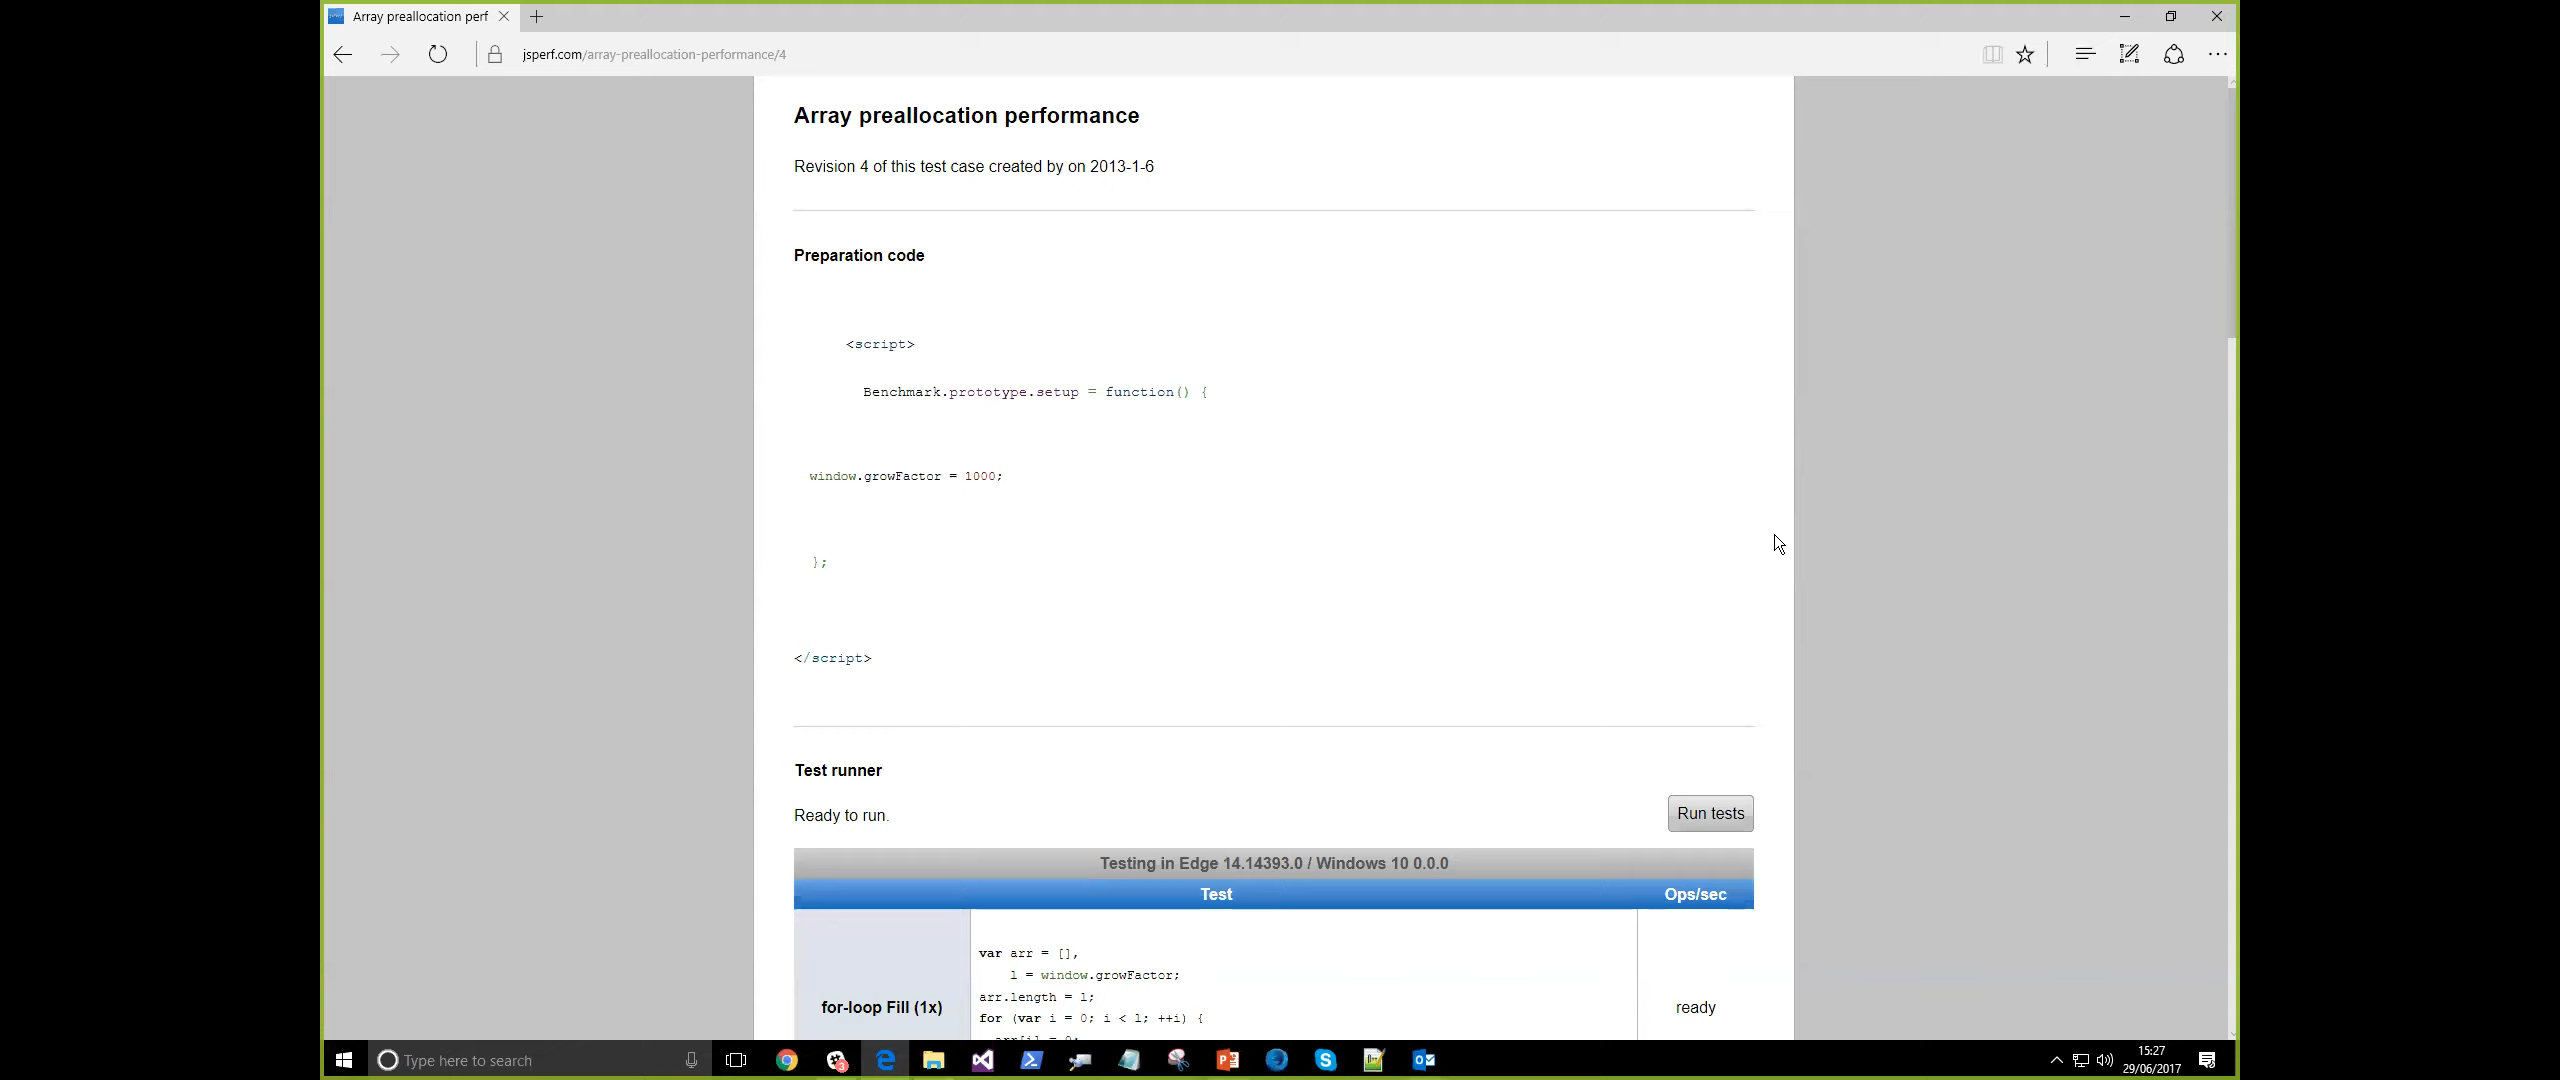 Array preallocation perf
jsperf.com/array-preallocation-performance/4
Array preallocation performance
Revision 4 of this test case created by on 2013-1-6
Preparation code
<script>
Benchmark.prototype.setup = function() {
window.growFactor = 1000;
};
</script>
Test runner
Ready to run.
Run tests
Testing in Edge 14.14393.0 / Windows 10 0.0.0
Test Ops/sec
var arr = [],
l = window.growFactor;
arr.length = l;
for-loop Fill (1x) ready
for (var i = 0; i < l; ++i) {
arr[i] = 0;
Type here to search
3
15:27
29/06/2017